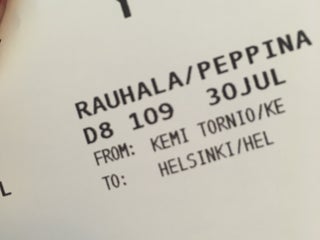 RAUHALA/PEPPINA
D8 109 30JUL
FROM: KEMI TORNIO/KE
TO: HELSINKI/HEL
L